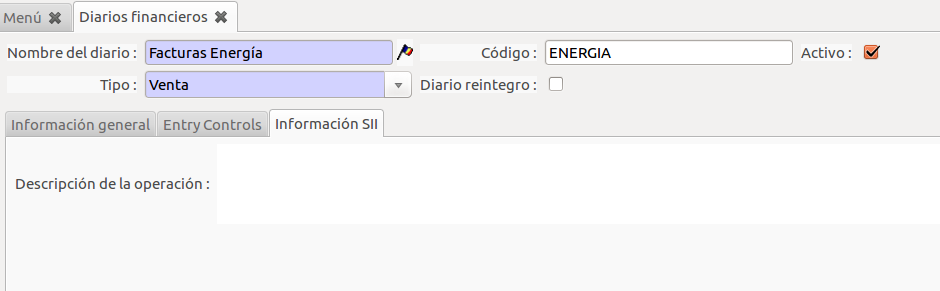 Menú Diarios financieros
Nombre del diario : Facturas Energía Código : ENERGIA Activo :
Tipo : Venta Diario reintegro :
Información general Entry Controls Información SII
Descripción de la operación :